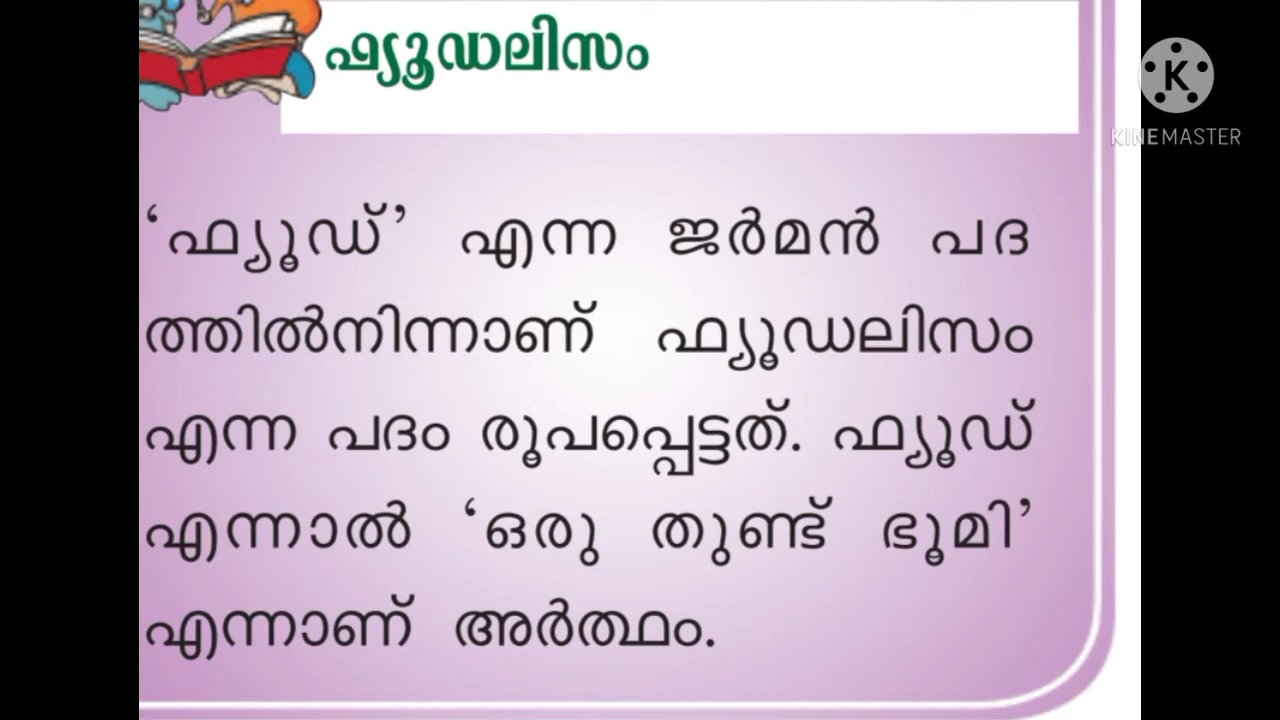 ഫ്യൂഡലിസം
KINEMASTER
‘ഫ്യൂഡ്’ എന്ന ജർമൻ പദ
ത്തിൽനിന്നാണ് ഫ്യൂഡലിസം
എന്ന പദം രൂപപ്പെട്ടത്. ഫ്യൂഡ്
എന്നാൽ ‘ഒരു തുണ്ട് ഭൂമി’
എന്നാണ് അർത്ഥം.